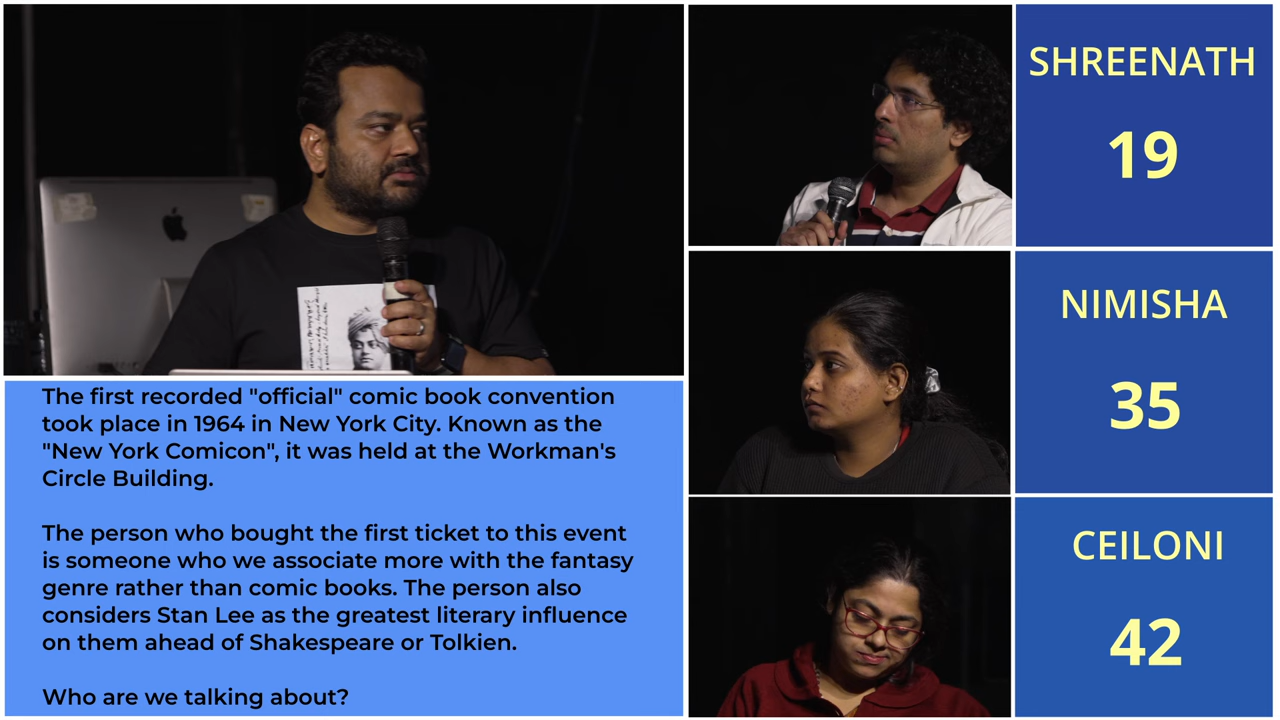 The first recorded "official" comic book convention
took place in 1964 in New York City. Known as the
"New York Comicon", it was held at the Workman's
Circle Building.
The person who bought the first ticket to this event
is someone who we associate more with the fantasy
genre rather than comic books. The person also
considers Stan Lee as the greatest literary influence
on them ahead of Shakespeare or Tolkien.
Who are we talking about?
SHREENATH
19
NIMISHA
35
CEILONI
42